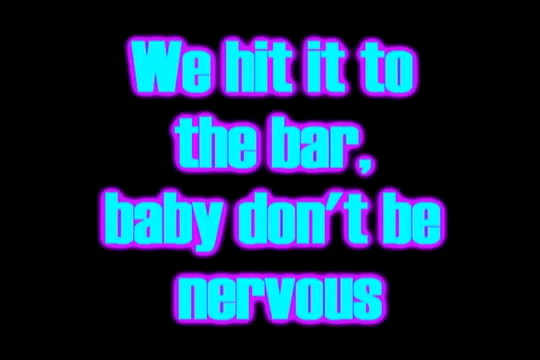 We hit it to
the bar,
baby don't be
nervous